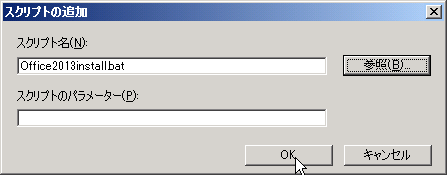 スクリプトの追加
スクリプト名(N):
Office2013install.bat
参照(B)...
スクリプトのパラメーター(P):
OK
キャンセル